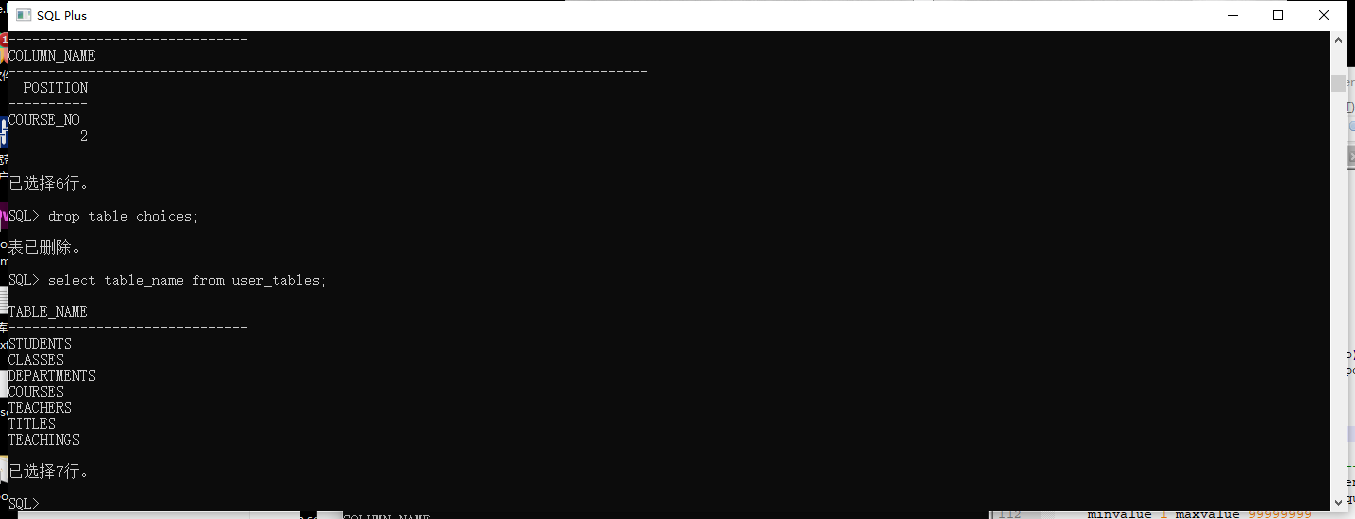 SQL Plus
COLUMN_NAME
POSITION
COURSE_NO
2
已选择6行。
SQL> drop table choices;
表已删除。
SQL> select table_name from user_tables;
TABLE_NAME
STUDENTS
CLASSES
DEPARTMENTS
COURSES
TEACHERS
TITLES
TEACHINGS
已选择7行。
SQL>
COLUMN_NAME
112 minvalue 1 maxvalue 99999999